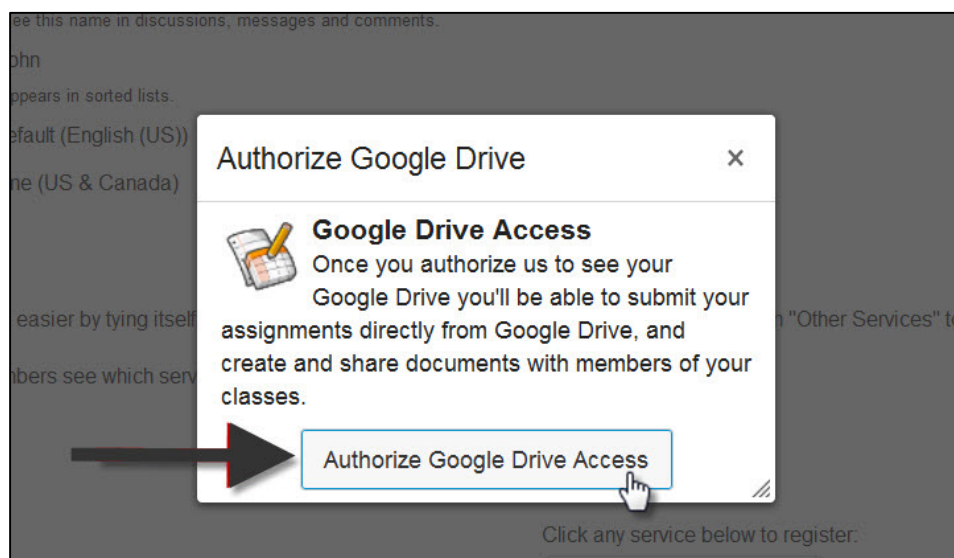 ee this name in discussions, messages and comments.
ohn
ppears in sorted lists.
efault (English (US))
me (US & Canada)
Authorize Google Drive ×
Google Drive Access
Once you authorize us to see your
Google Drive you'll be able to submit your
easier by tying itself
"Other Services" t
assignments directly from Google Drive, and
create and share documents with members of your
mbers see which serv
classes.
Authorize Google Drive Access
Click any service below to register: